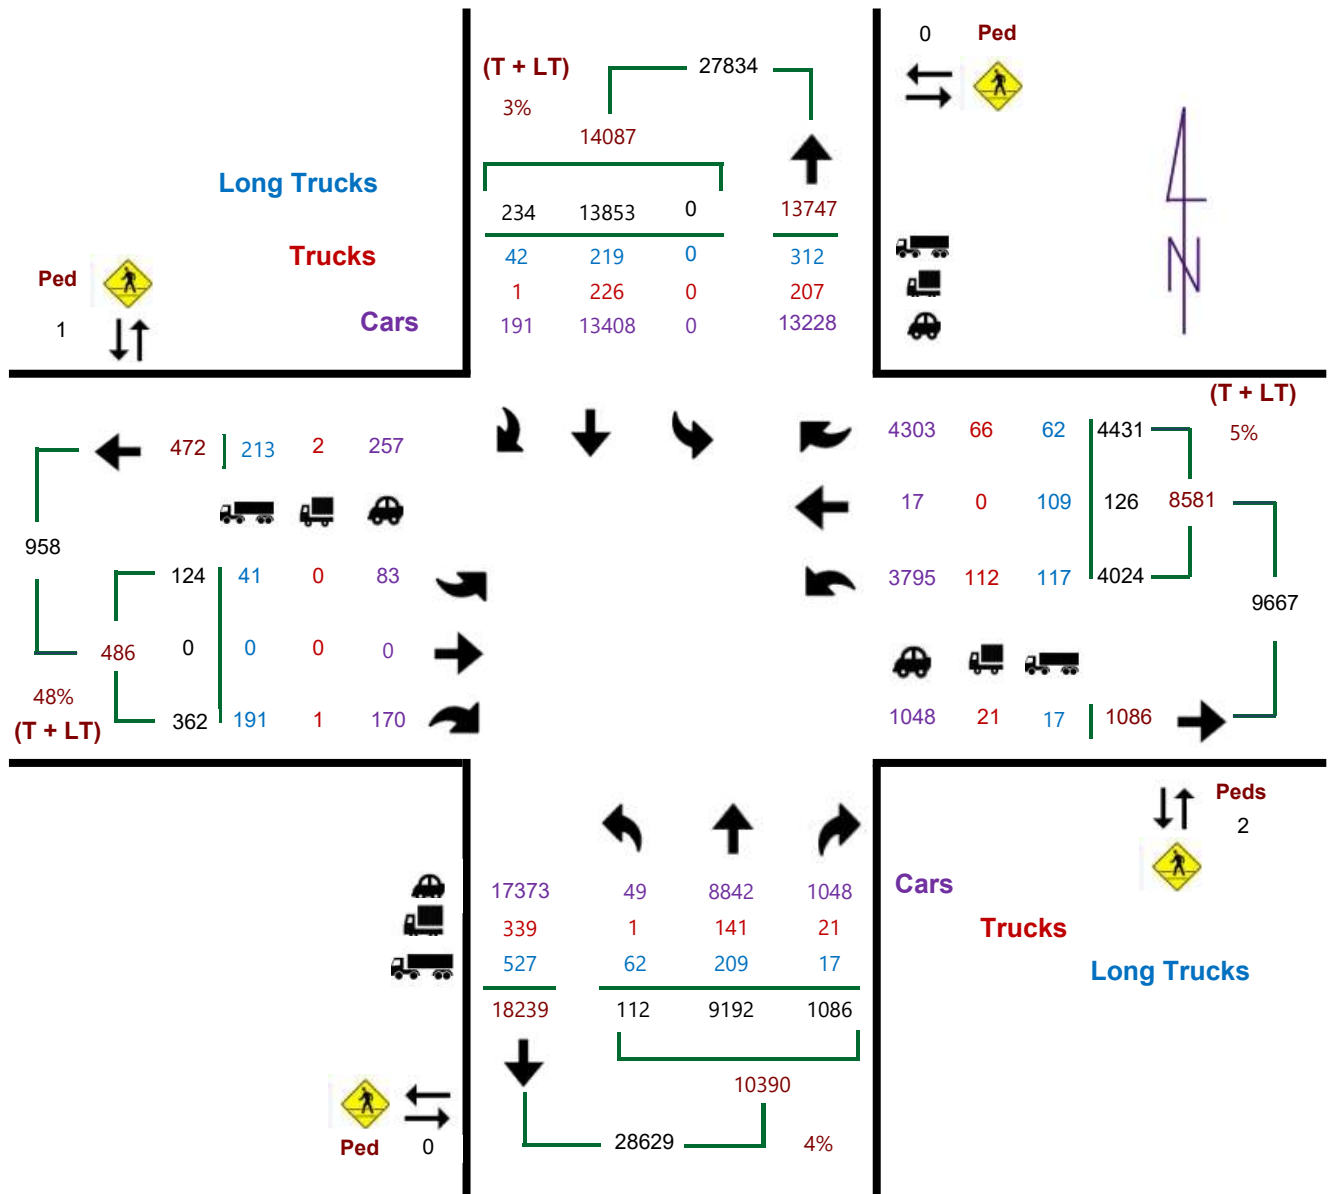 0 Ped
(T + LT) 27834
3%
14087
Long Trucks
234 13853 0 13747
Trucks 42 219 0 312
Ped 1 226 0 207
1 Cars 191 13408 0 13228
(T + LT)
472 213 2 257 4303 66 62 4431 5%
17 0 109 126 8581
958
124 41 0 83 3795 112 117 4024
9667
486 0 0 0 0
48%
362 191 1 170 1048 21 17 1086
(T + LT)
Peds
2
17373 49 8842 1048 Cars
339 1 141 21 Trucks
527 62 209 17 Long Trucks
18239 112 9192 1086
10390
Ped 0 28629 4%
N